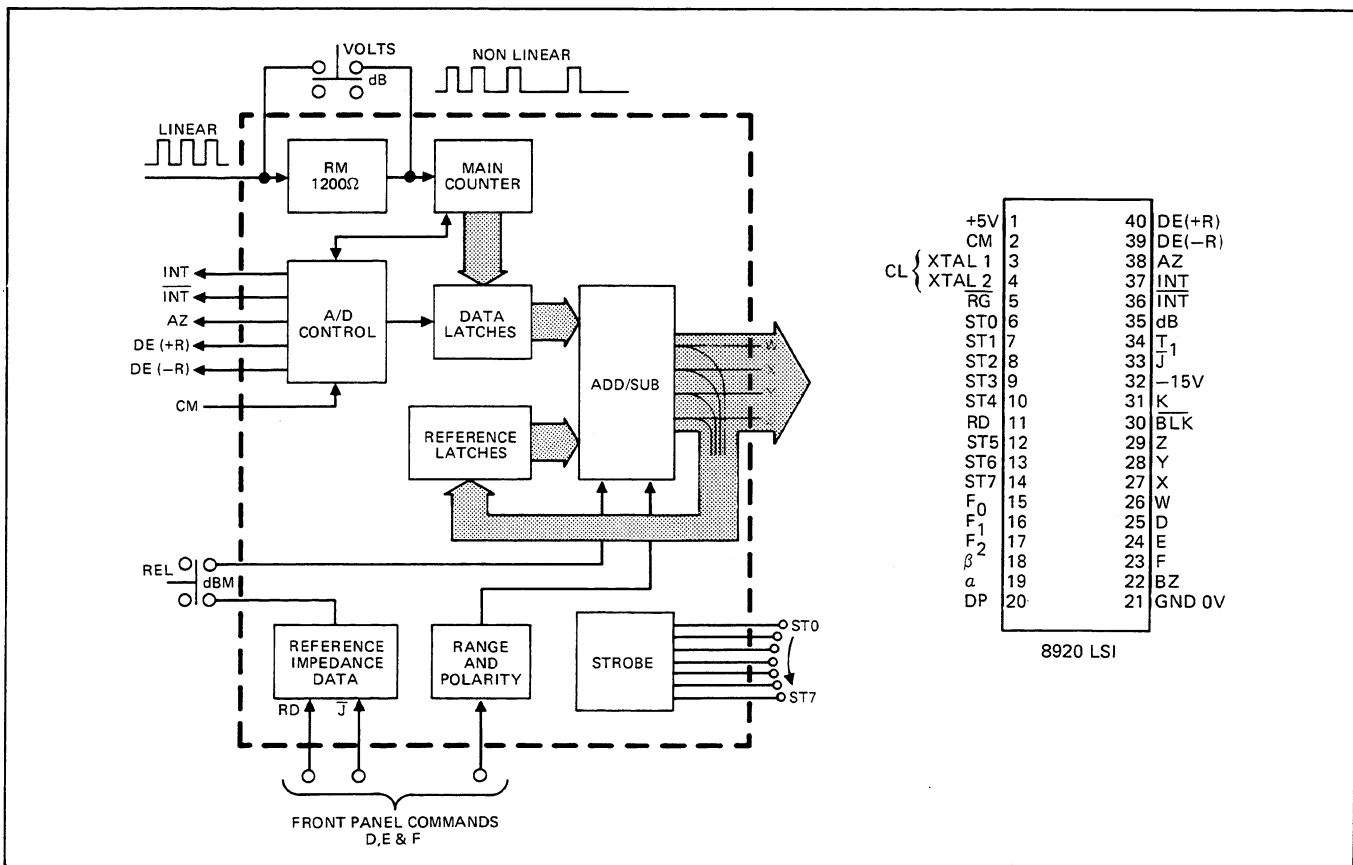 VOLTS
dB
NON LINEAR
LINEAR
RM
1200Ω
MAIN
COUNTER
INT
I̅N̅T̅
AZ
DE (+R)
DE (−R)
CM
A/D
CONTROL
DATA
LATCHES
ADD/SUB
W
REFERENCE
LATCHES
REL
dBM
REFERENCE
IMPEDANCE
DATA
RANGE
AND
POLARITY
STROBE
ST0
ST7
RD
J̅
FRONT PANEL COMMANDS
D,E & F
+5V 1
CM 2
CL { XTAL 1 3
XTAL 2 4
R̅G̅ 5
ST0 6
ST1 7
ST2 8
ST3 9
ST4 10
RD 11
ST5 12
ST6 13
ST7 14
F0 15
F1 16
F2 17
β 18
α 19
DP 20
40 DE(+R)
39 DE(−R)
38 AZ
37 INT
36 I̅N̅T̅
35 dB
34 T1
33 J̅
32 −15V
31 K
30 B̅L̅K̅
29 Z
28 Y
27 X
26 W
25 D
24 E
23 F
22 BZ
21 GND 0V
8920 LSI